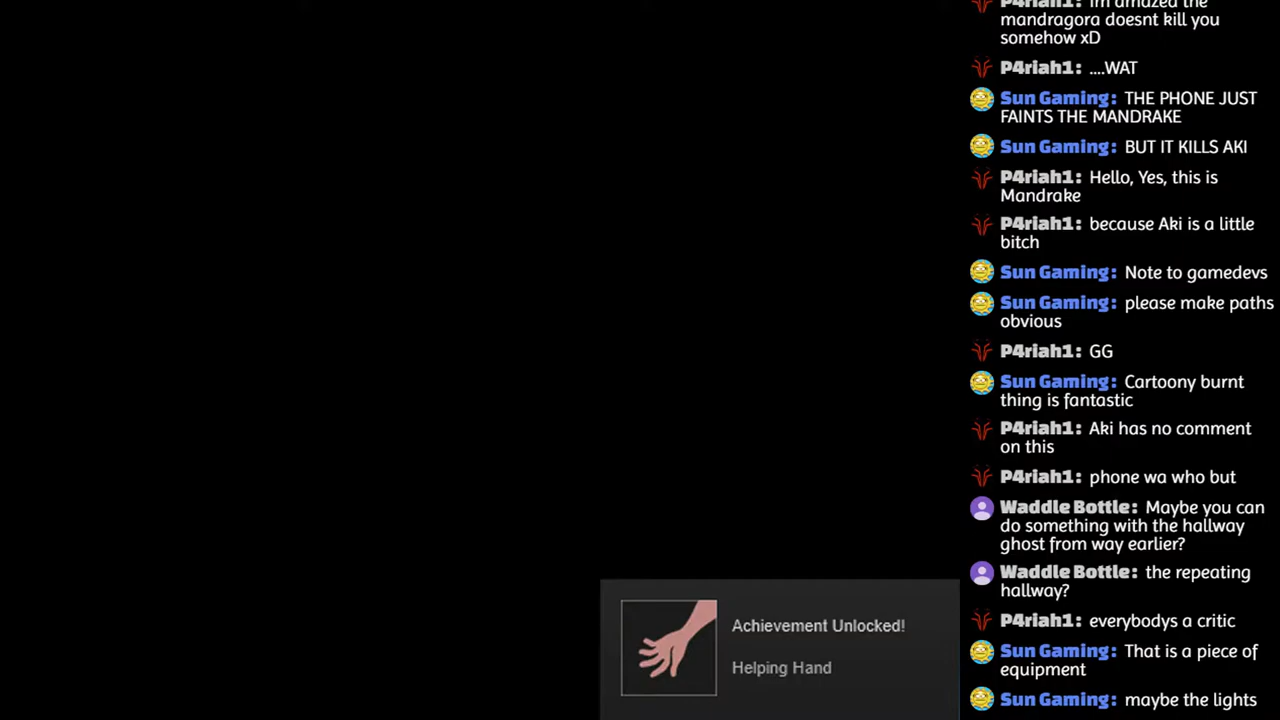 P4riah1: Im amazed the
mandragora doesnt kill you
somehow xD
P4riah1: ....WAT
Sun Gaming: THE PHONE JUST
FAINTS THE MANDRAKE
Sun Gaming: BUT IT KILLS AKI
P4riah1: Hello, Yes, this is
Mandrake
P4riah1: because Aki is a little
bitch
Sun Gaming: Note to gamedevs
Sun Gaming: please make paths
obvious
P4riah1: GG
Sun Gaming: Cartoony burnt
thing is fantastic
P4riah1: Aki has no comment
on this
P4riah1: phone wa who but
Waddle Bottle: Maybe you can
do something with the hallway
ghost from way earlier?
Waddle Bottle: the repeating
hallway?
P4riah1: everybodys a critic
Sun Gaming: That is a piece of
equipment
Sun Gaming: maybe the lights
Achievement Unlocked!
Helping Hand